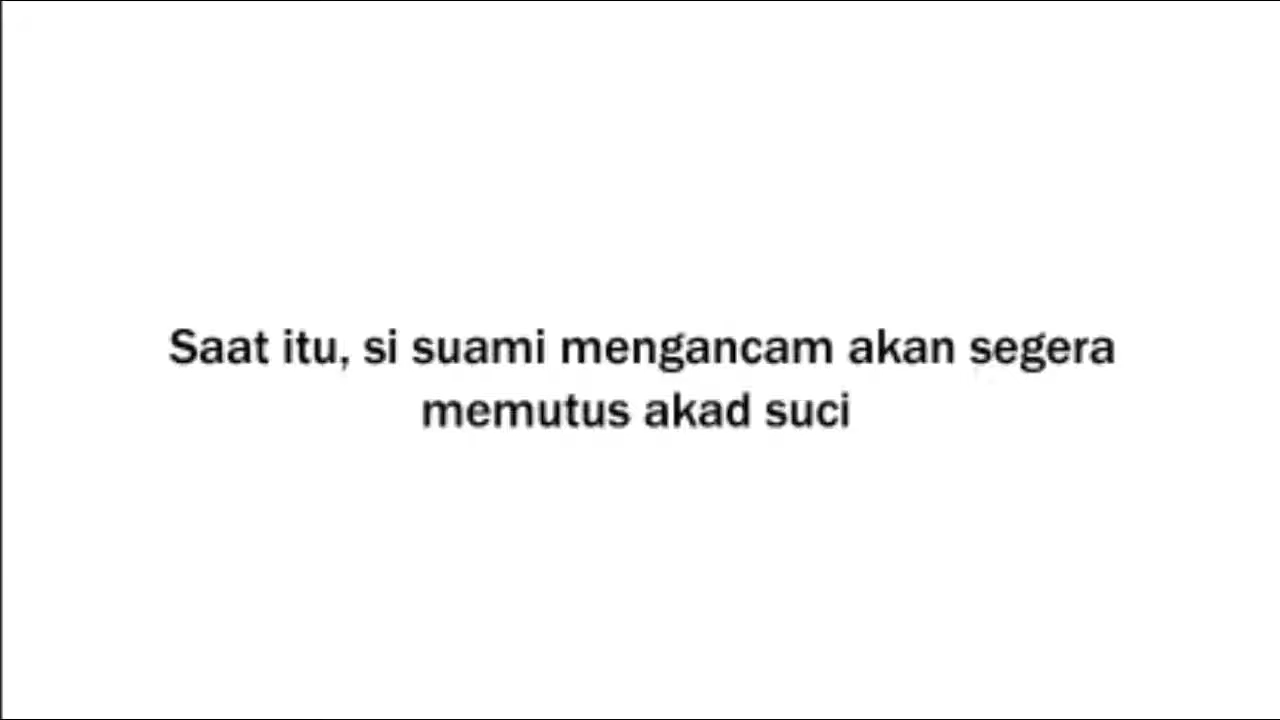 Saat itu, si suami mengancam akan segera
memutus akad suci